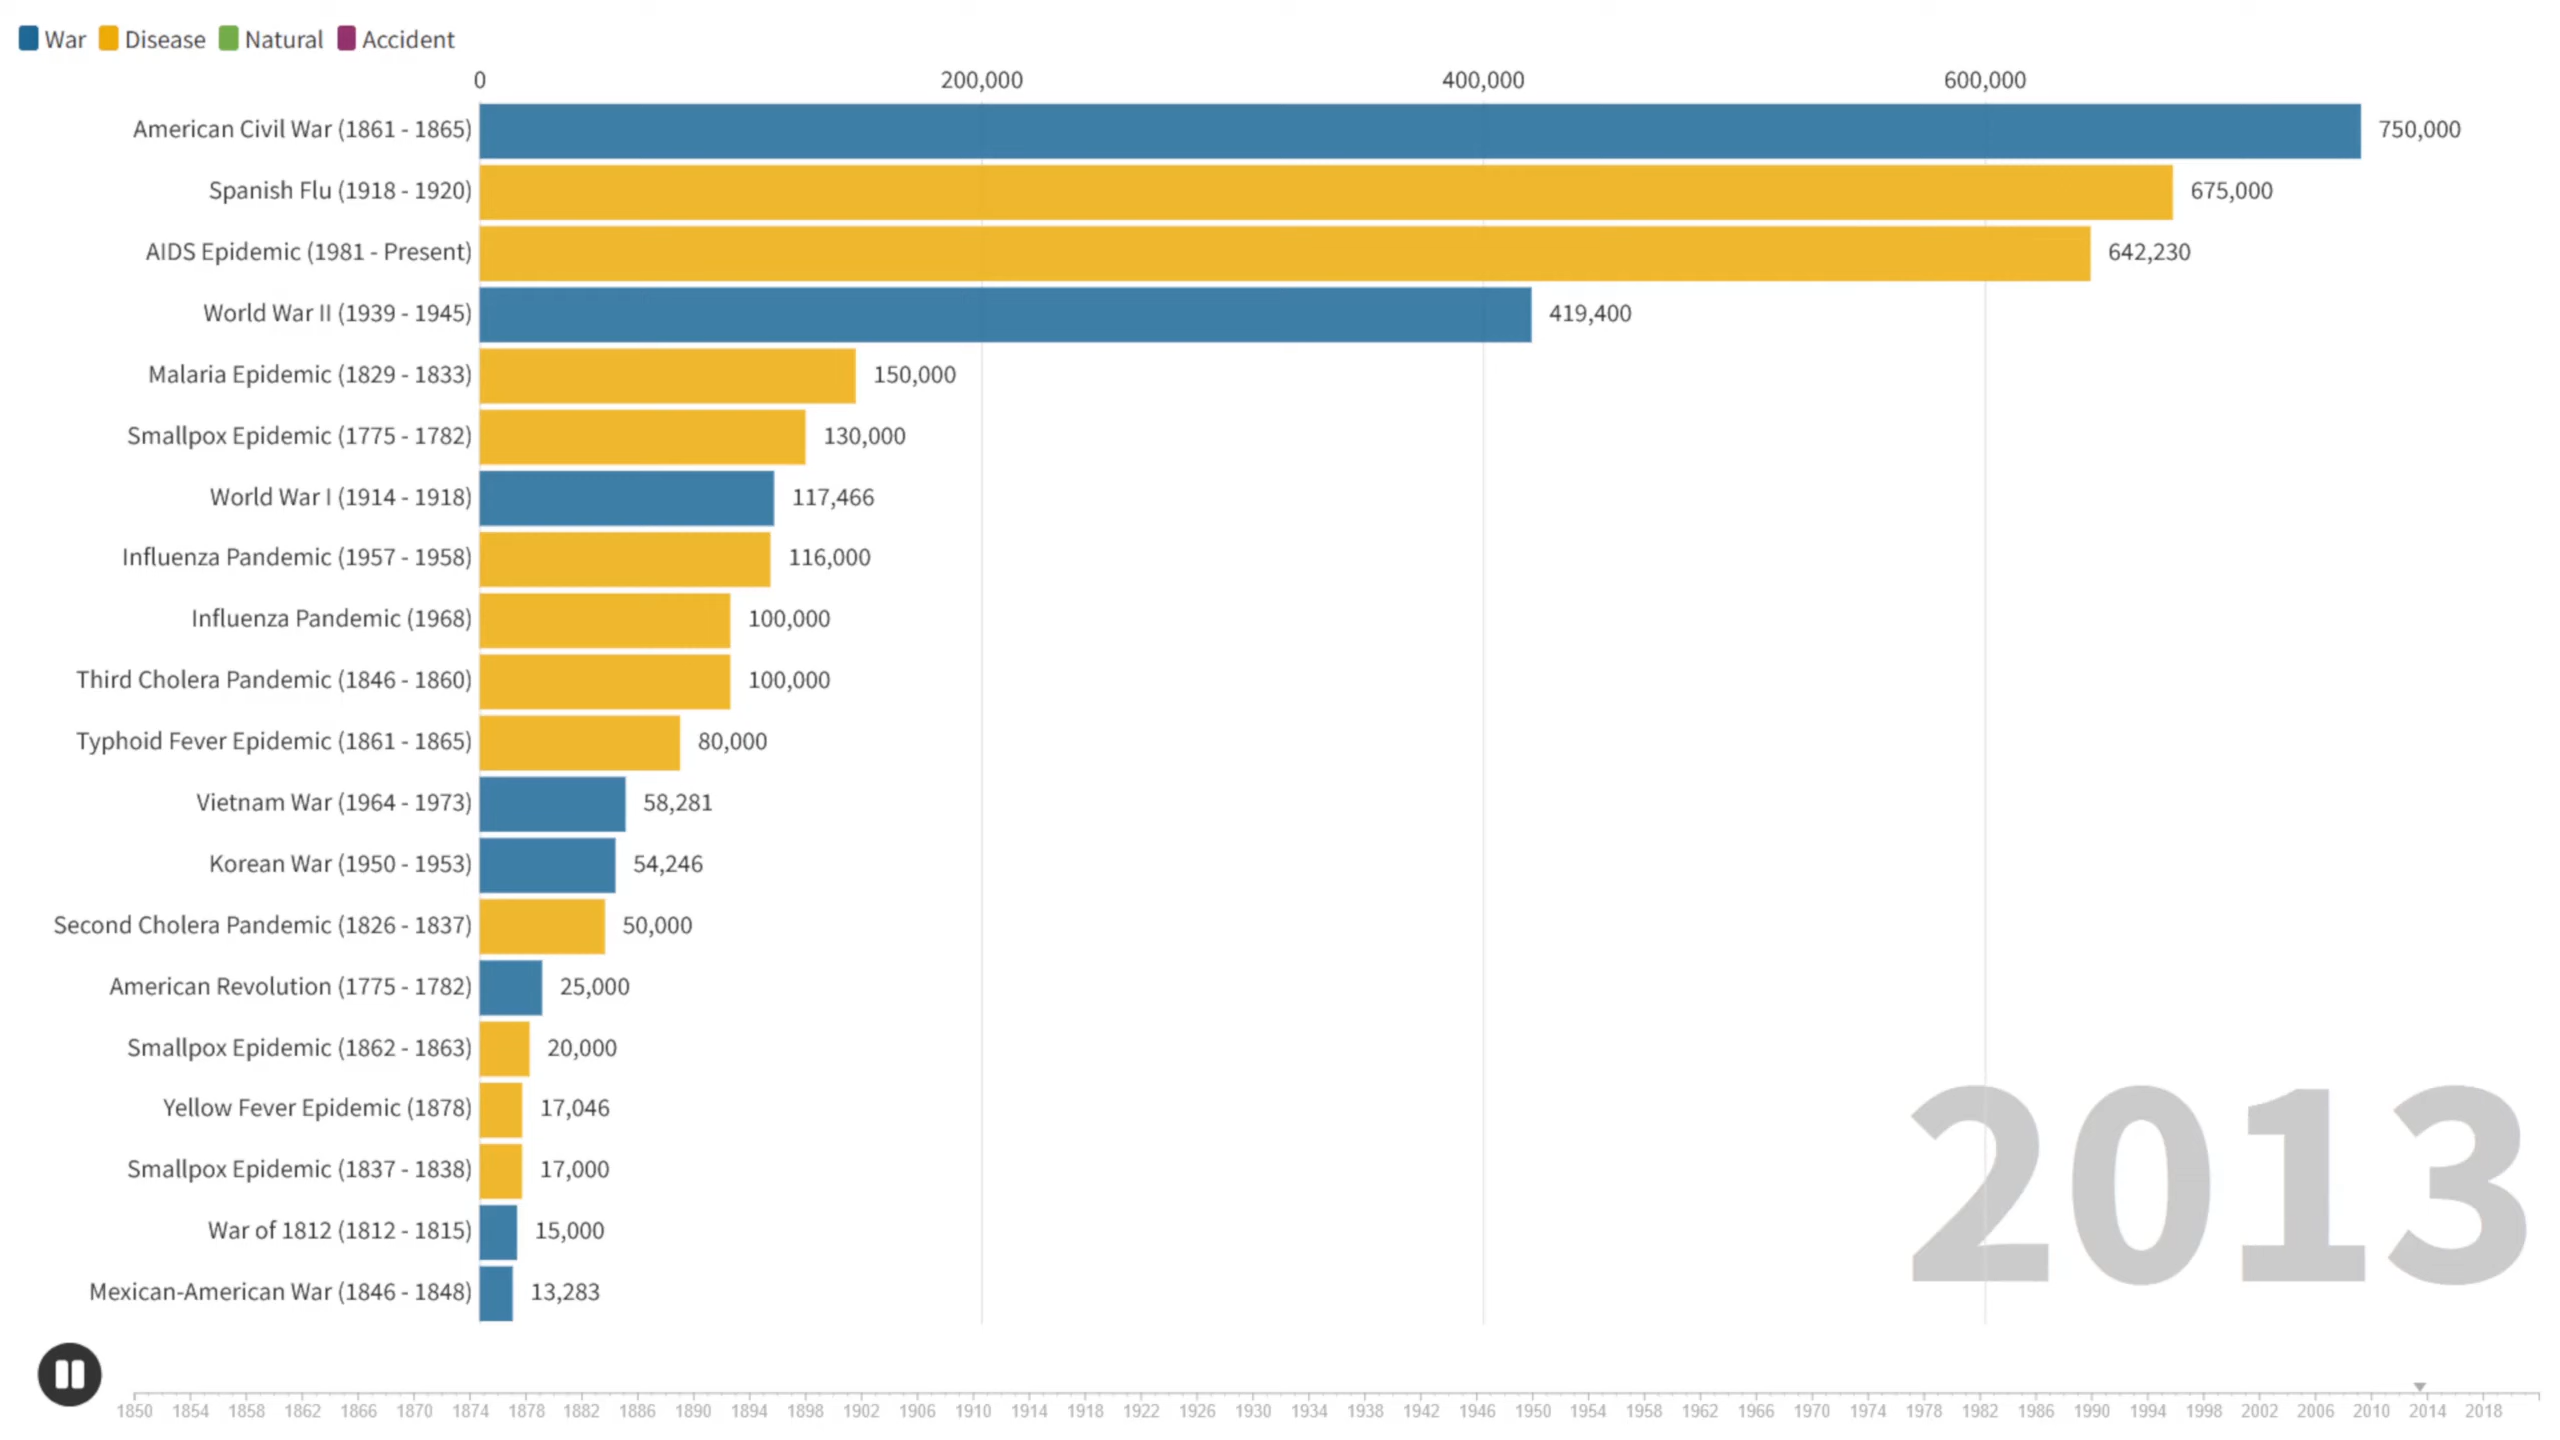 War Disease Natural Accident
0 200,000 400,000 600,000
American Civil War (1861 - 1865) 750,000
Spanish Flu (1918 - 1920) 675,000
AIDS Epidemic (1981 - Present) 642,230
World War II (1939 - 1945) 419,400
Malaria Epidemic (1829 - 1833) 150,000
Smallpox Epidemic (1775 - 1782) 130,000
World War I (1914 - 1918) 117,466
Influenza Pandemic (1957 - 1958) 116,000
Influenza Pandemic (1968) 100,000
Third Cholera Pandemic (1846 - 1860) 100,000
Typhoid Fever Epidemic (1861 - 1865) 80,000
Vietnam War (1964 - 1973) 58,281
Korean War (1950 - 1953) 54,246
Second Cholera Pandemic (1826 - 1837) 50,000
American Revolution (1775 - 1782) 25,000
Smallpox Epidemic (1862 - 1863) 20,000
Yellow Fever Epidemic (1878) 17,046
Smallpox Epidemic (1837 - 1838) 17,000
War of 1812 (1812 - 1815) 15,000
Mexican-American War (1846 - 1848) 13,283
2013
1850 1854 1858 1862 1866 1870 1874 1878 1882 1886 1890 1894 1898 1902 1906 1910 1914 1918 1922 1926 1930 1934 1938 1942 1946 1950 1954 1958 1962 1966 1970 1974 1978 1982 1986 1990 1994 1998 2002 2006 2010 2014 2018